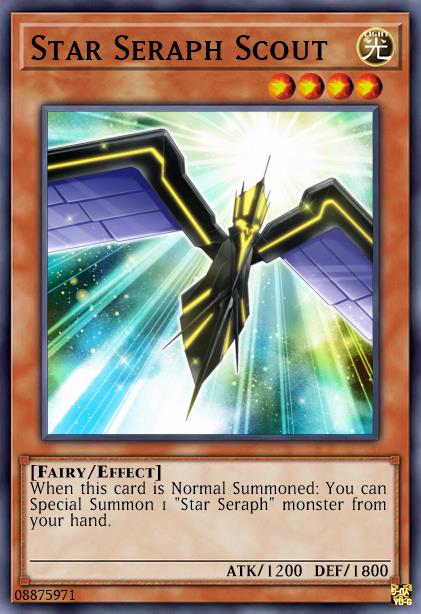 Star Seraph Scout
LIGHT
光
[Fairy/Effect]
When this card is Normal Summoned: You can
Special Summon 1 "Star Seraph" monster from
your hand.
ATK/1200 DEF/1800
08875971